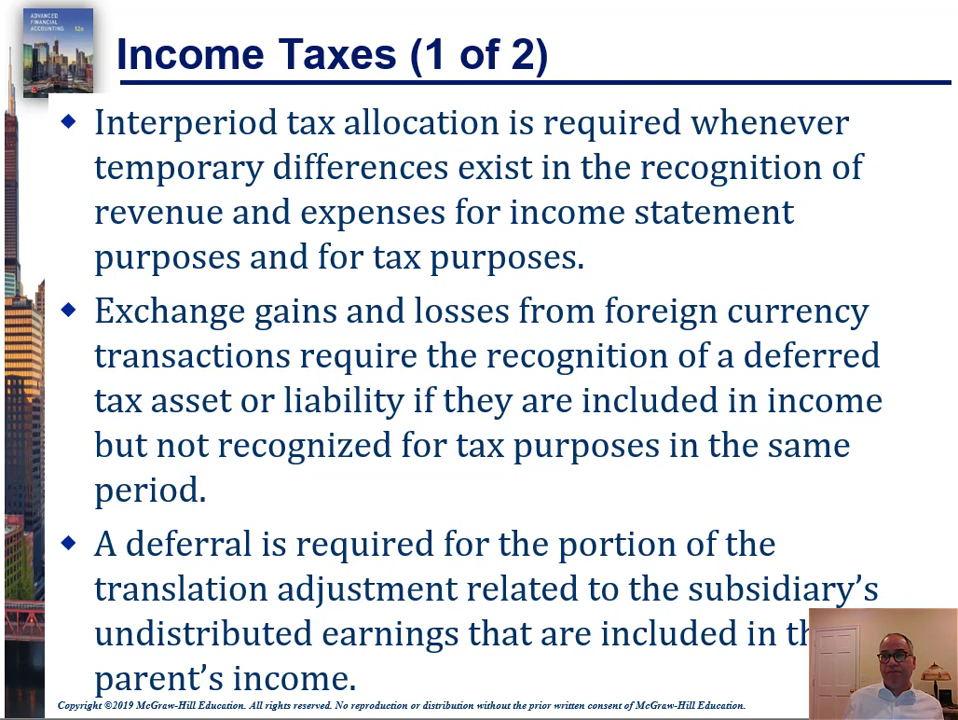 ADVANCED
FINANCIAL
ACCOUNTING
12e
Income Taxes (1 of 2)
Interperiod tax allocation is required whenever
temporary differences exist in the recognition of
revenue and expenses for income statement
purposes and for tax purposes.
Exchange gains and losses from foreign currency
transactions require the recognition of a deferred
tax asset or liability if they are included in income
but not recognized for tax purposes in the same
period.
A deferral is required for the portion of the
translation adjustment related to the subsidiary’s
undistributed earnings that are included in th
parent’s income.
Copyright ©2019 McGraw-Hill Education. All rights reserved. No reproduction or distribution without the prior written consent of McGraw-Hill Education.